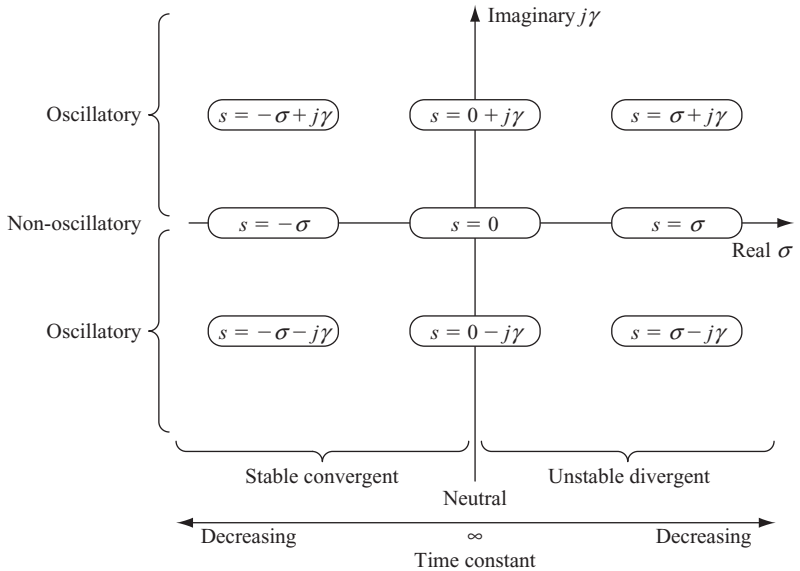 Imaginary jγ
Oscillatory
s = −σ + jγ
s = 0 + jγ
s = σ + jγ
Non-oscillatory
s = −σ
s = 0
s = σ
Real σ
Oscillatory
s = −σ − jγ
s = 0 − jγ
s = σ − jγ
Stable convergent
Unstable divergent
Neutral
Decreasing
∞
Decreasing
Time constant